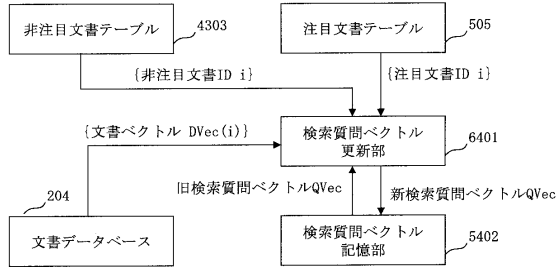 非注目文書テーブル
4303
注目文書テーブル
505
{非注目文書ID i}
{注目文書ID i}
{文書ベクトル DVec(i)}
検索質問ベクトル
更新部
6401
旧検索質問ベクトルQVec
新検索質問ベクトルQVec
204
文書データベース
検索質問ベクトル
記憶部
5402